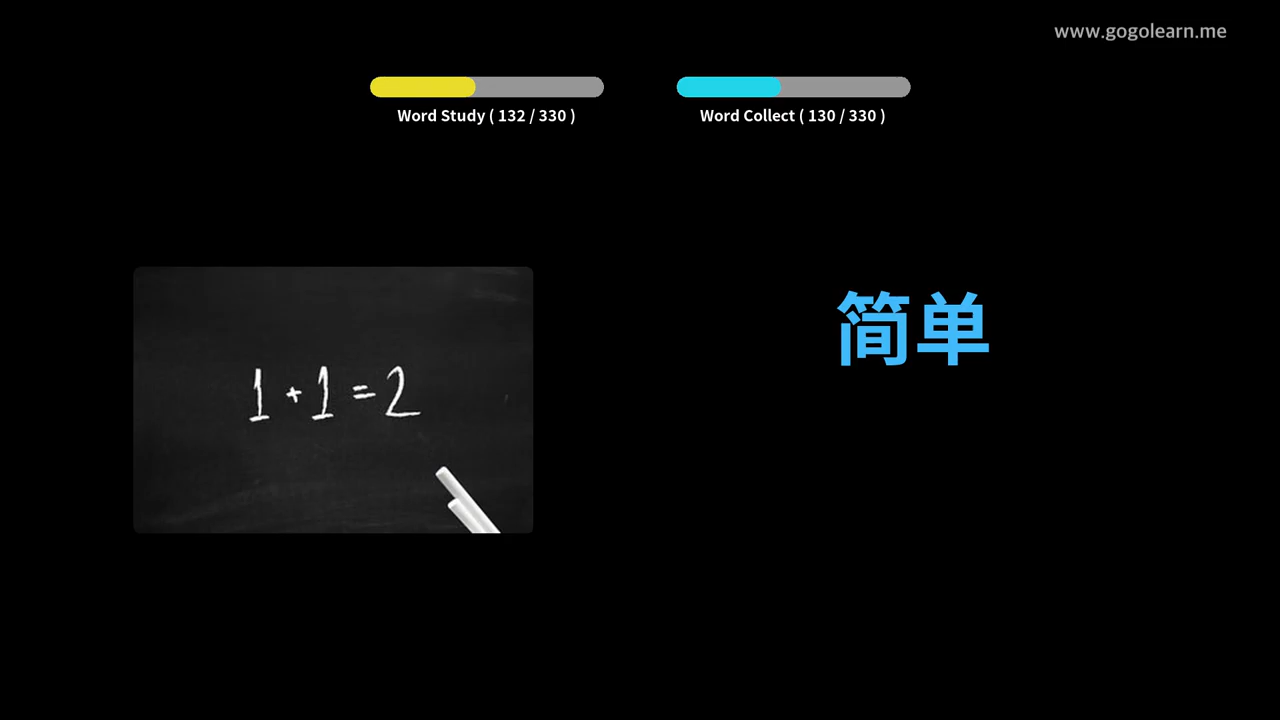 www.gogolearn.me
Word Study ( 132 / 330 )
Word Collect ( 130 / 330 )
简单
1 + 1 = 2